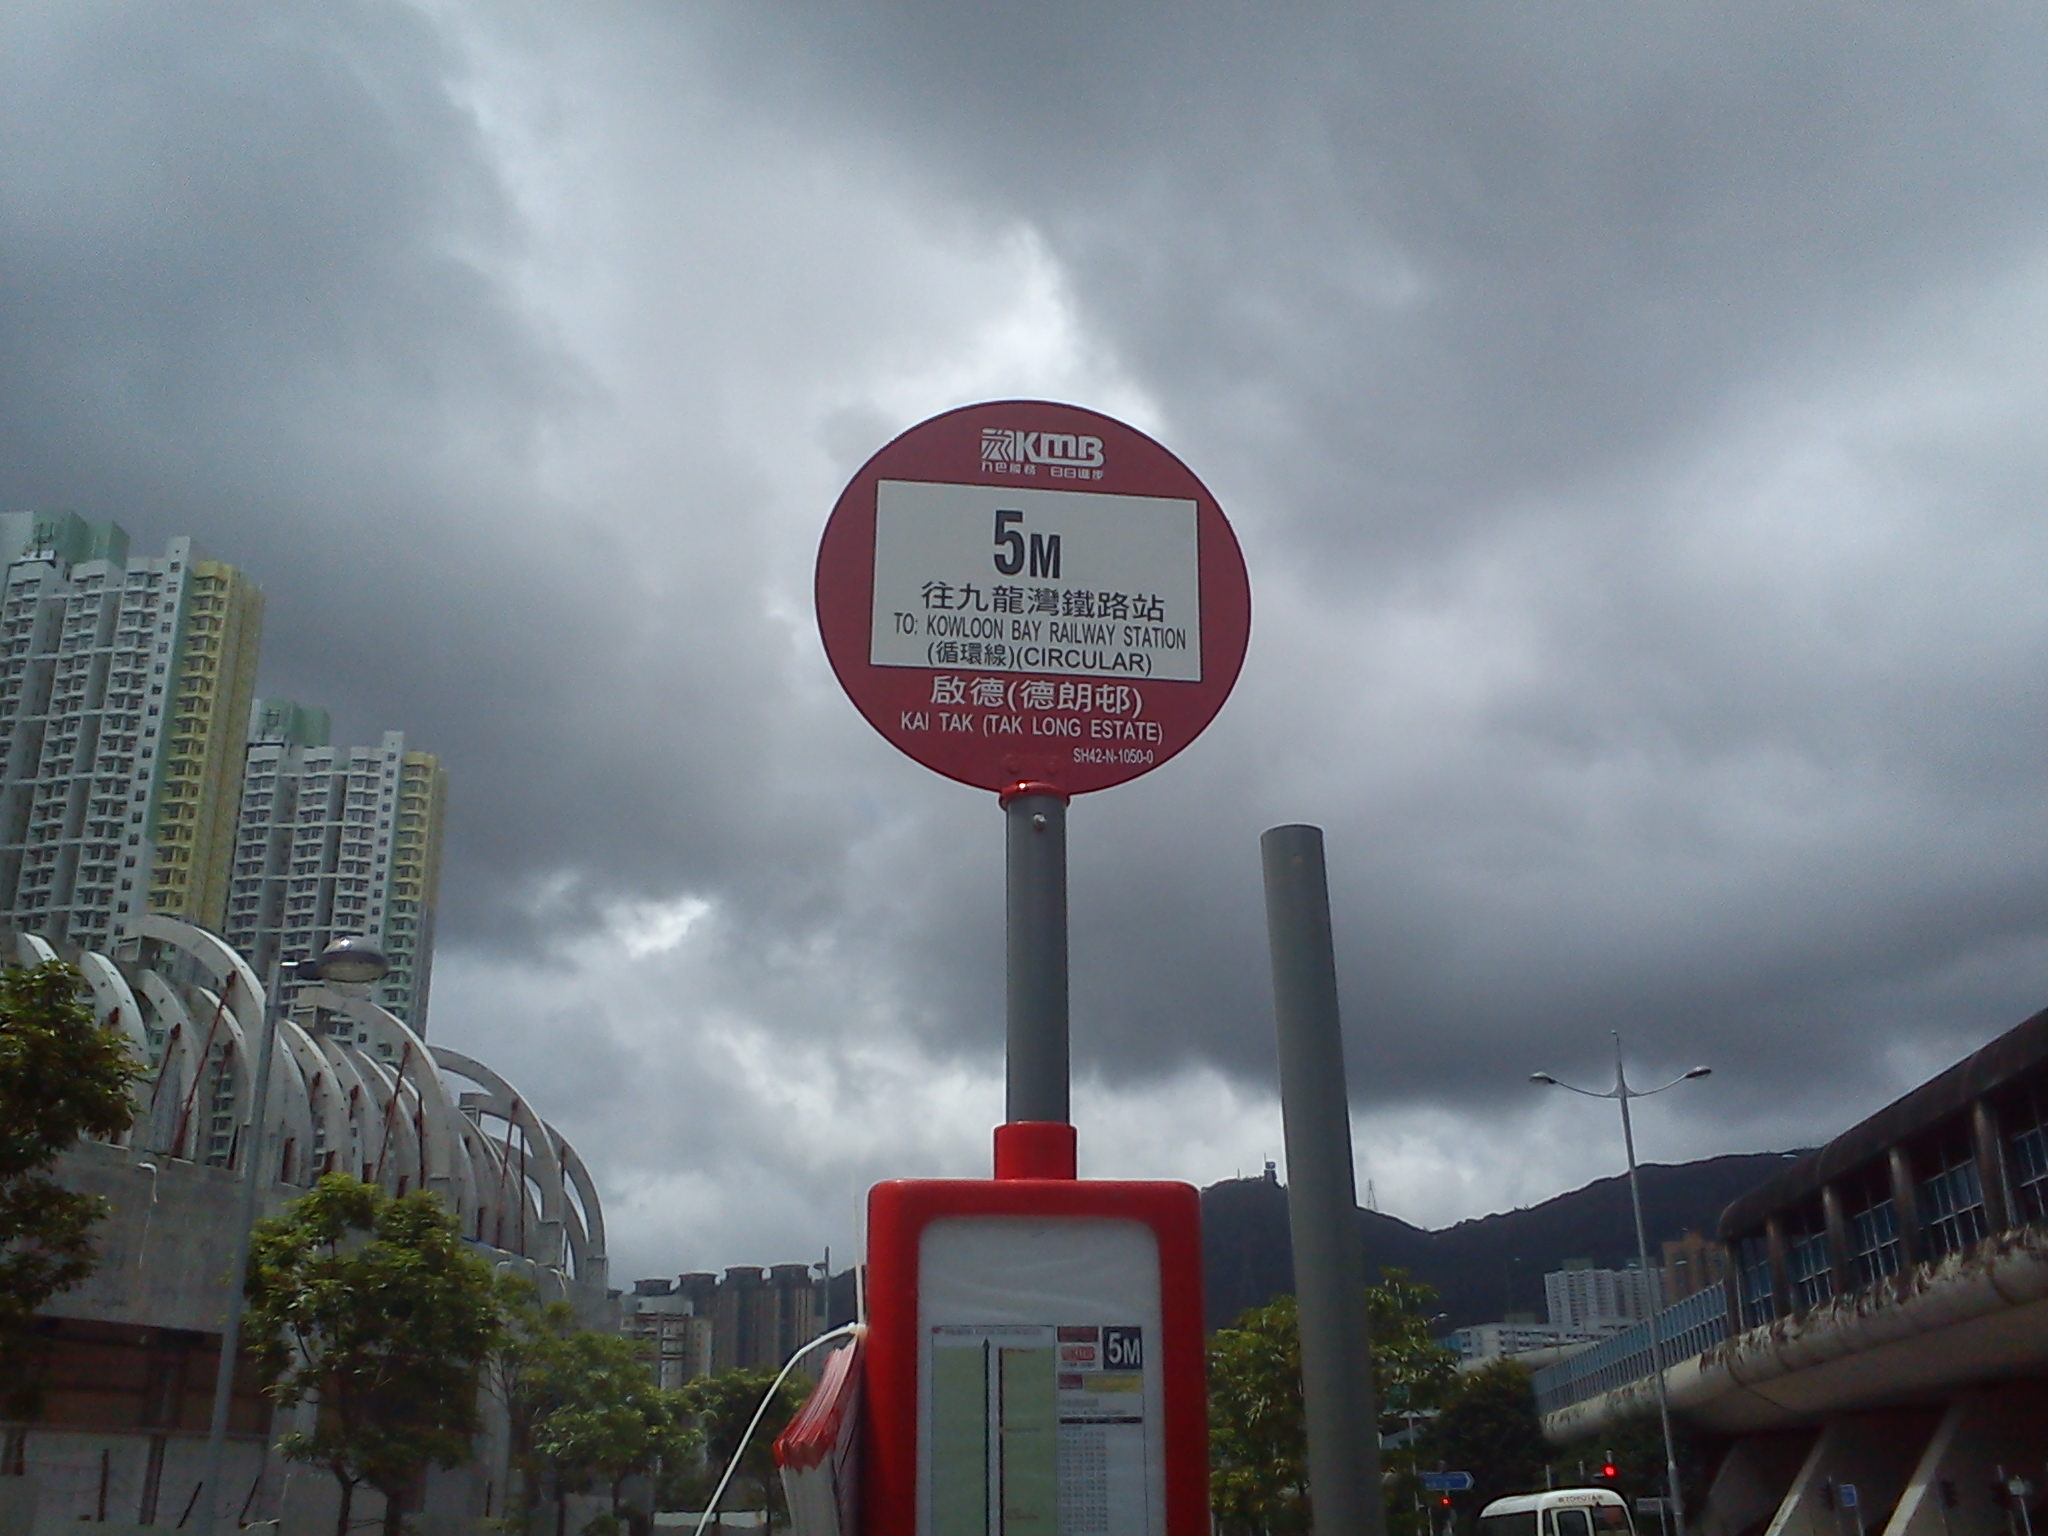 KMB
九巴服務 日日進步
5M
往九龍灣鐵路站
TO: KOWLOON BAY RAILWAY STATION
(循環線)(CIRCULAR)
啟德(德朗邨)
KAI TAK (TAK LONG ESTATE)
SH42-N-1050-0
5M
TOYOTA